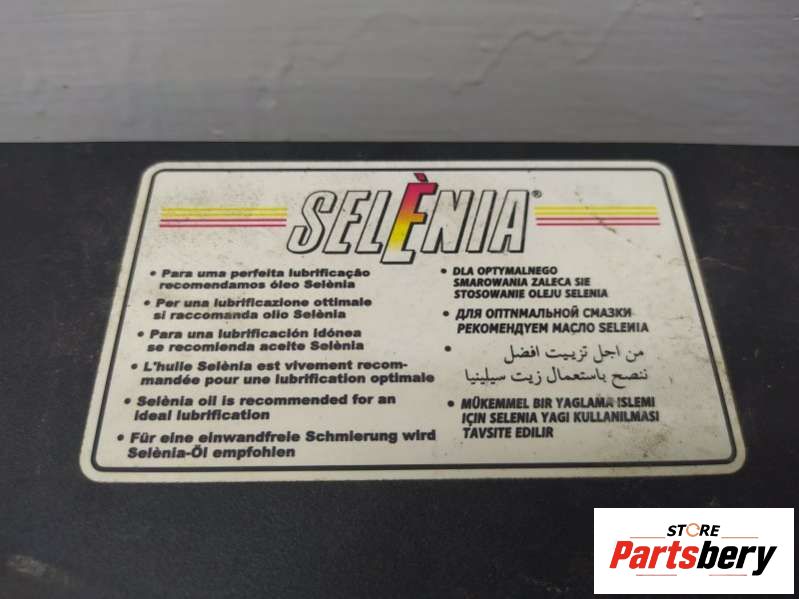 SELÈNIA®
• Para uma perfeita lubrificação
recomendamos óleo Selènia
• Per una lubrificazione ottimale
si raccomanda olio Selènia
• Para una lubricación idónea
se recomienda aceite Selènia
• L'huile Selènia est vivement recom-
mandée pour une lubrification optimale
• Selènia oil is recommended for an
ideal lubrification
• Für eine einwandfreie Schmierung wird
Selènia-Öl empfohlen
• DLA OPTYMALNEGO
SMAROWANIA ZALECA SIE
STOSOWANIE OLEJU SELENIA
• ДЛЯ ОПТNМАЛЬНОЙ СМАЗКИ
РЕКОМЕНДУЕМ МАСЛО SELENIA
• من اجل تزييت افضل
ننصح باستعمال زيت سيلينيا
• MÜKEMMEL BIR YAGLAMA ISLEMI
IÇIN SELENIA YAGI KULLANILMASI
TAVSITE EDILIR
STORE
Partsbery